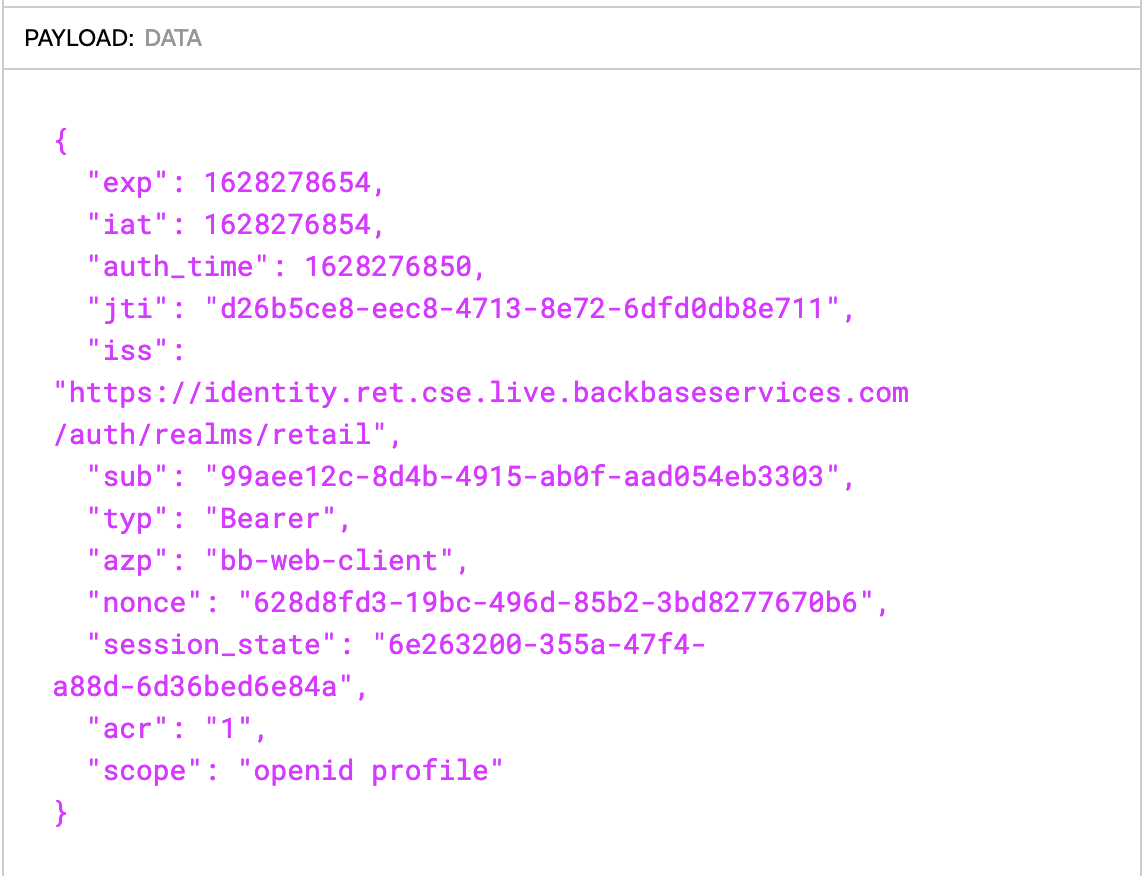 PAYLOAD: DATA
{
"exp": 1628278654,
"iat": 1628276854,
"auth_time": 1628276850,
"jti": "d26b5ce8-eec8-4713-8e72-6dfd0db8e711",
"iss":
"https://identity.ret.cse.live.backbaseservices.com
/auth/realms/retail",
"sub": "99aee12c-8d4b-4915-ab0f-aad054eb3303",
"typ": "Bearer",
"azp": "bb-web-client",
"nonce": "628d8fd3-19bc-496d-85b2-3bd8277670b6",
"session_state": "6e263200-355a-47f4-
a88d-6d36bed6e84a",
"acr": "1",
"scope": "openid profile"
}